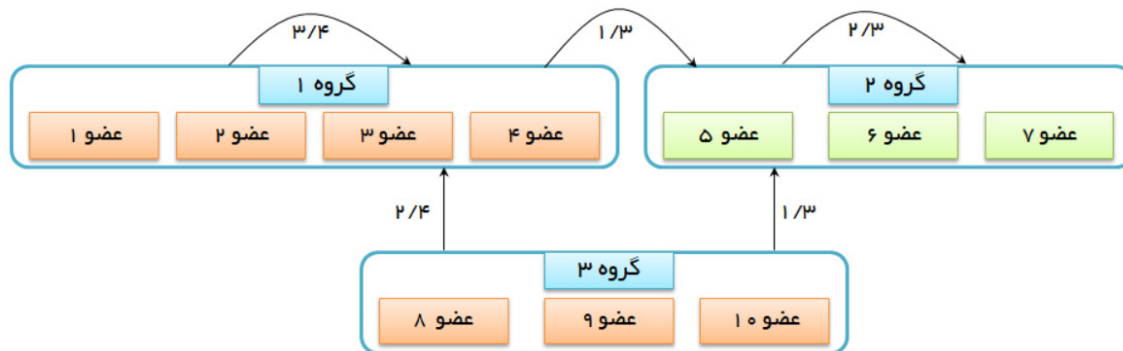 ۳/۴
۱/۳
۲/۳
گروه ۱
گروه ۲
عضو ۱
عضو ۲
عضو ۳
عضو ۴
عضو ۵
عضو ۶
عضو ۷
۲/۴
۱/۳
گروه ۳
عضو ۸
عضو ۹
عضو ۱۰